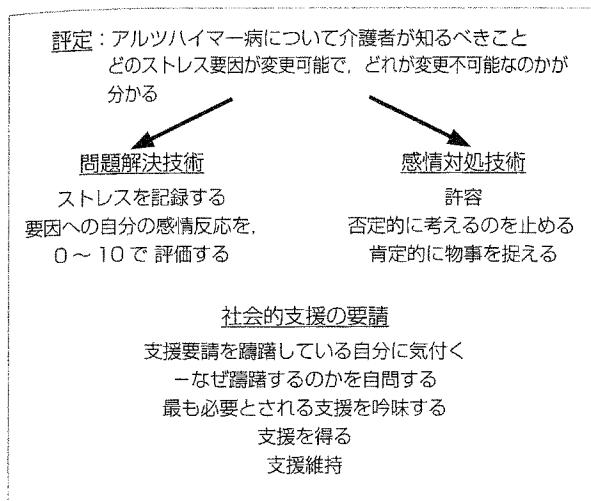 評定：アルツハイマー病について介護者が知るべきこと
どのストレス要因が変更可能で，どれが変更不可能なのかが
分かる
問題解決技術
ストレスを記録する
要因への自分の感情反応を，
0～10で評価する
感情対処技術
許容
否定的に考えるのを止める
肯定的に物事を捉える
社会的支援の要請
支援要請を躊躇している自分に気付く
－なぜ躊躇するのかを自問する
最も必要とされる支援を吟味する
支援を得る
支援維持